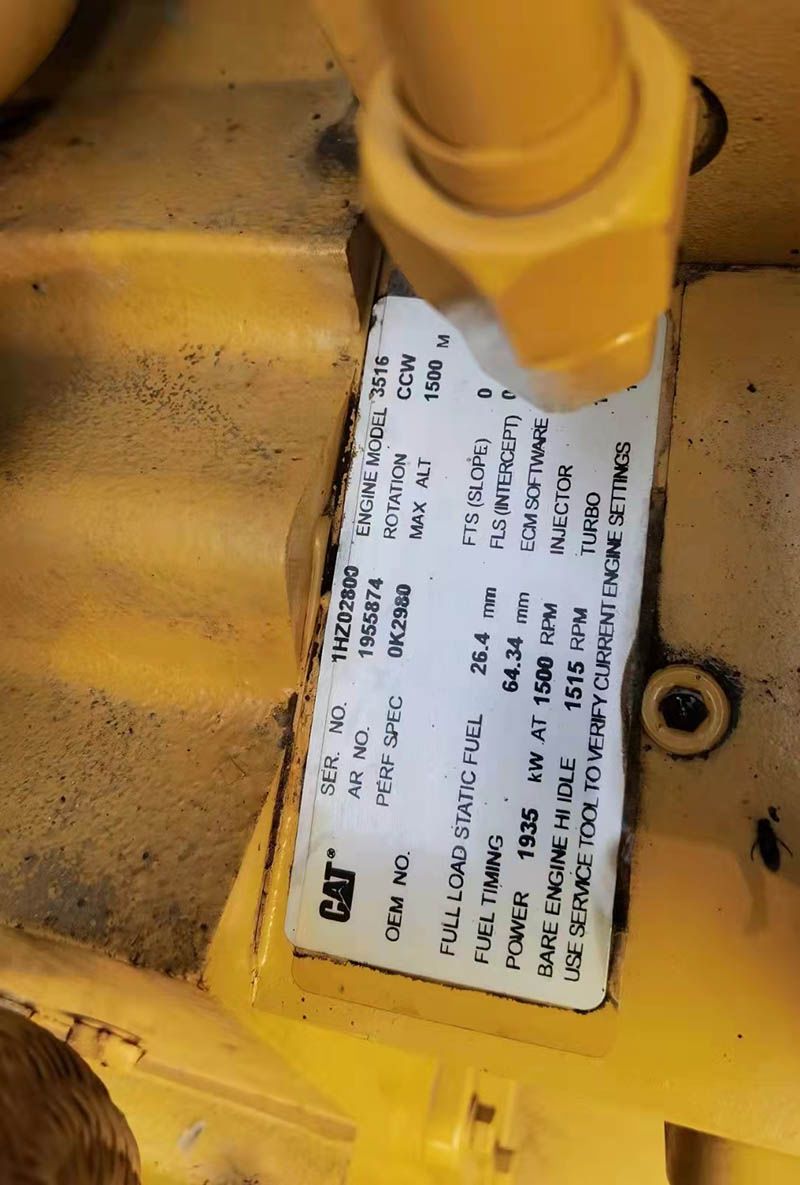 CAT®
SER. NO. 1HZ02800 ENGINE MODEL 3516
AR NO. 1955874 ROTATION CCW
PERF SPEC 0K2980 MAX ALT 1500 M
OEM NO.
FULL LOAD STATIC FUEL 26.4 mm FTS (SLOPE) 0
FUEL TIMING 64.34 mm FLS (INTERCEPT)
POWER 1935 kW AT 1500 RPM ECM SOFTWARE
BARE ENGINE HI IDLE 1515 RPM INJECTOR
TURBO
USE SERVICE TOOL TO VERIFY CURRENT ENGINE SETTINGS